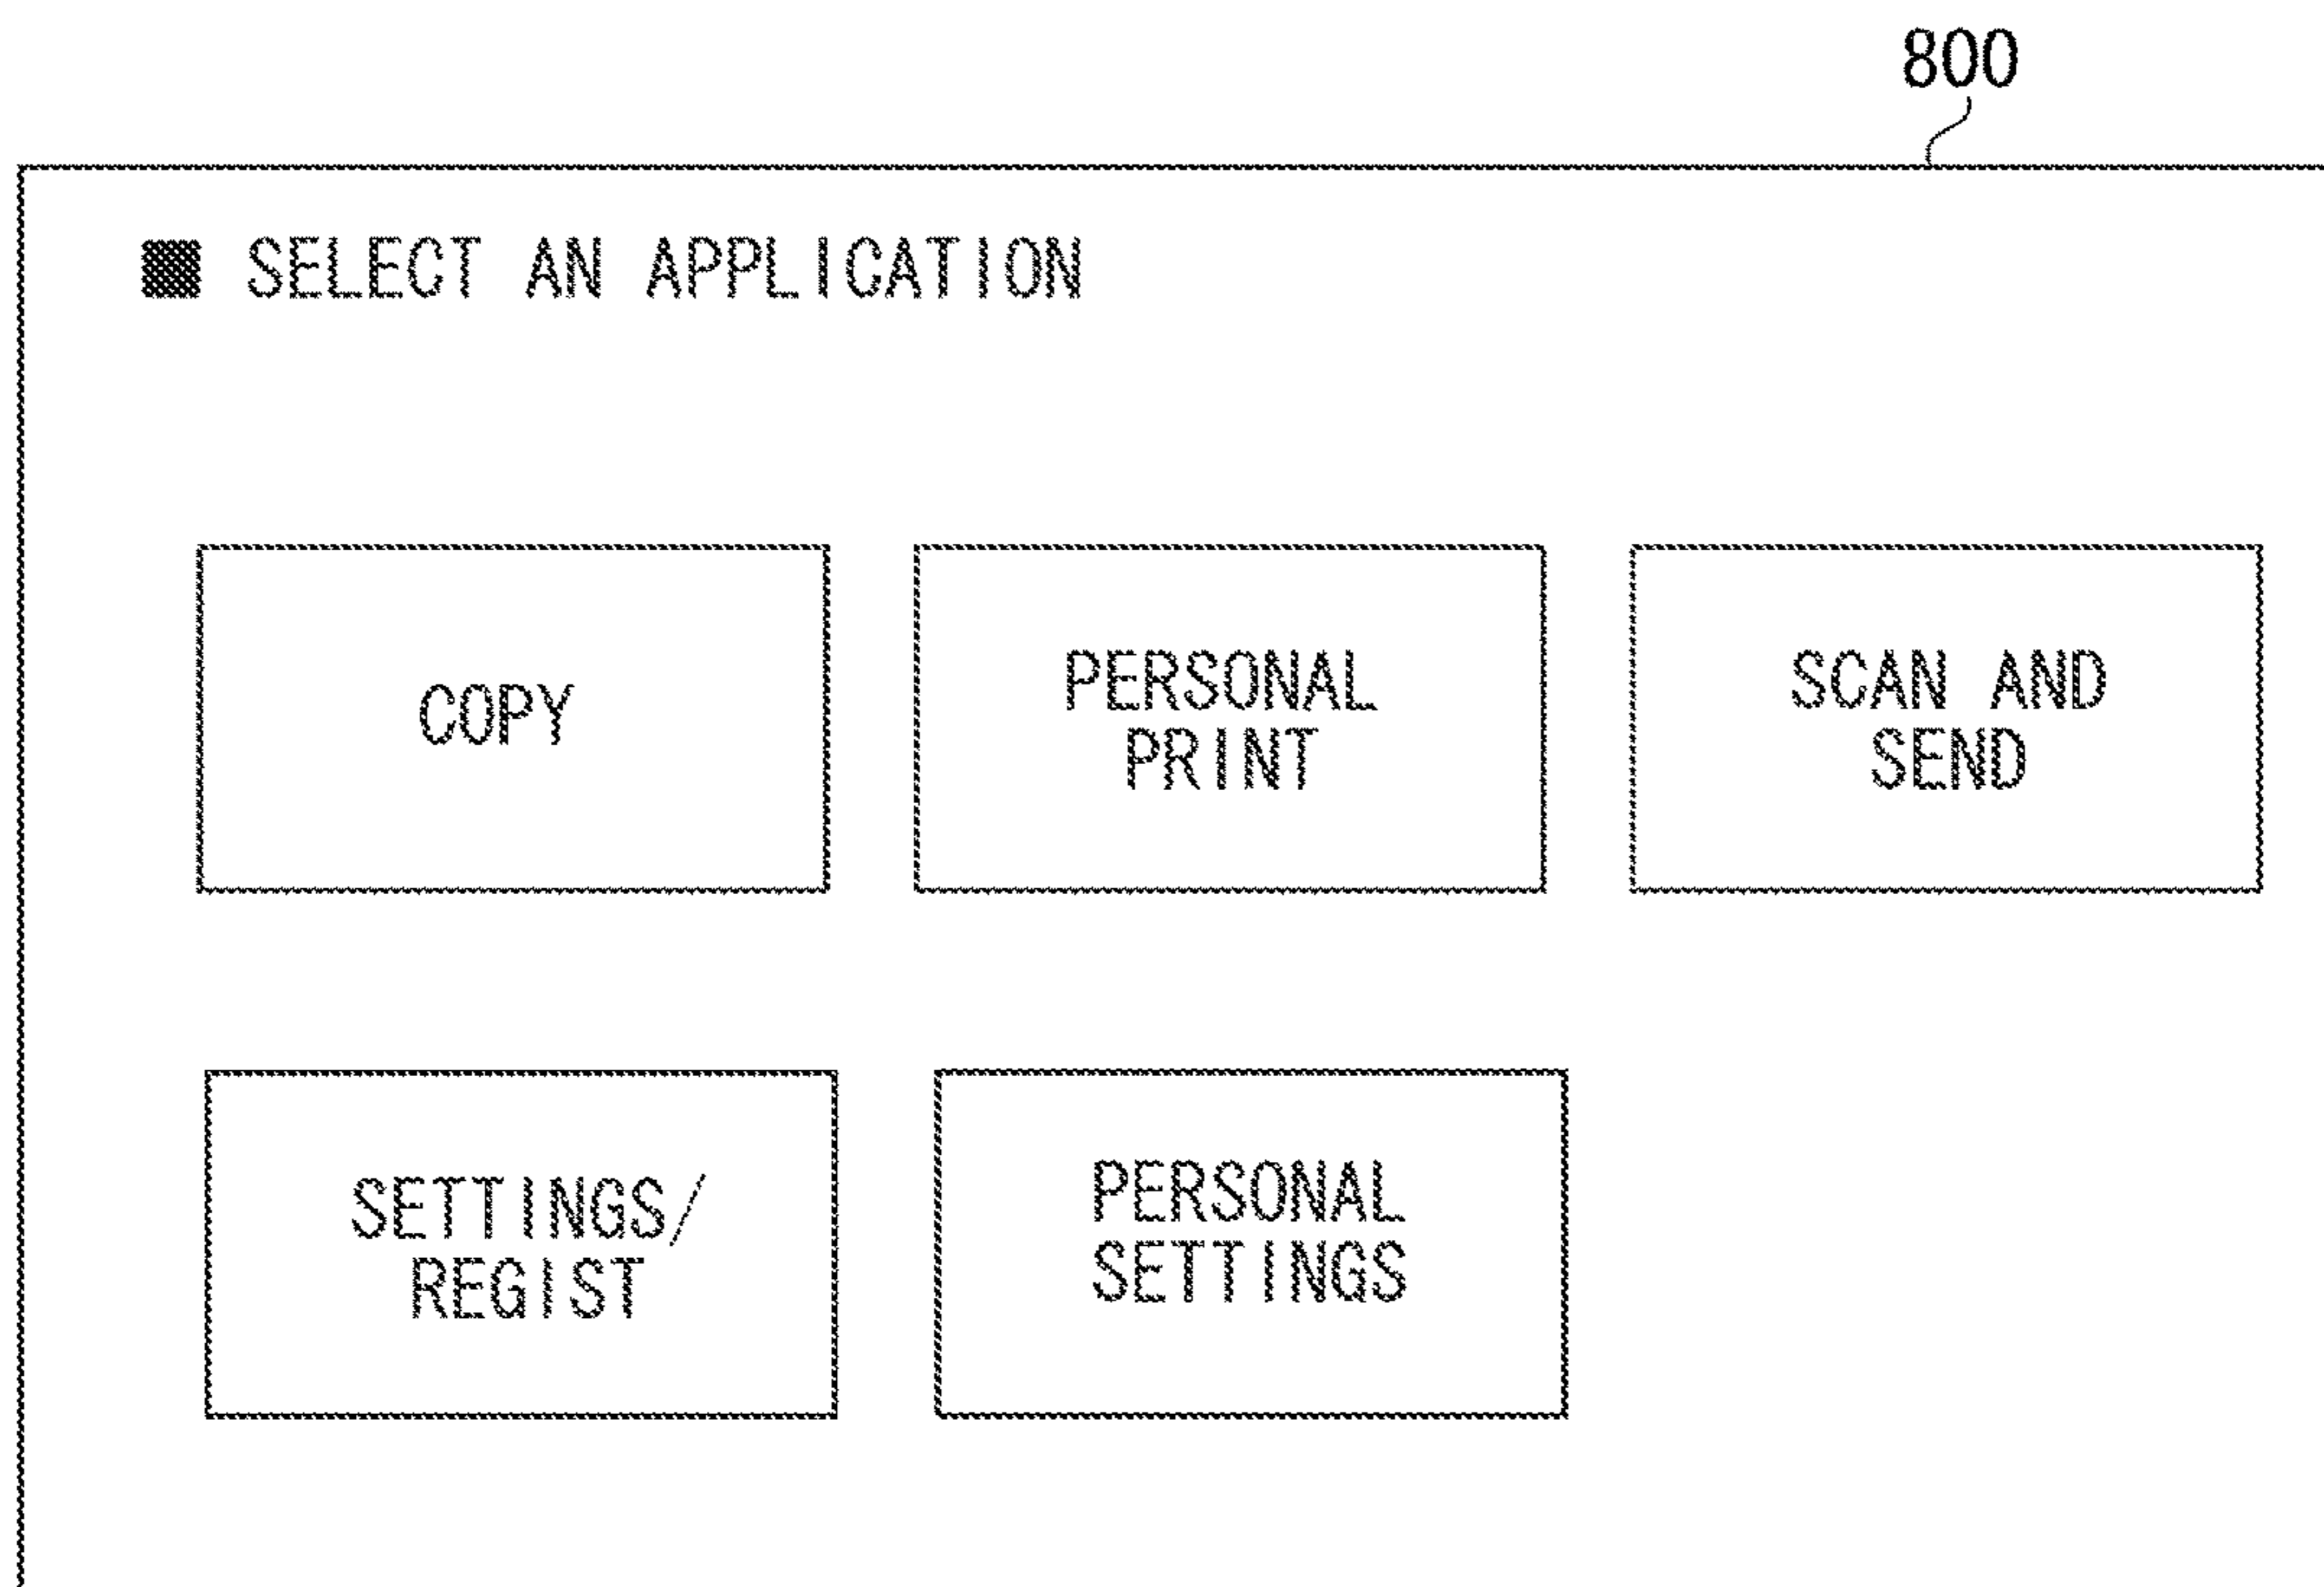 800
■ SELECT AN APPLICATION
COPY
PERSONAL
PRINT
SCAN AND
SEND
SETTINGS/
REGIST
PERSONAL
SETTINGS